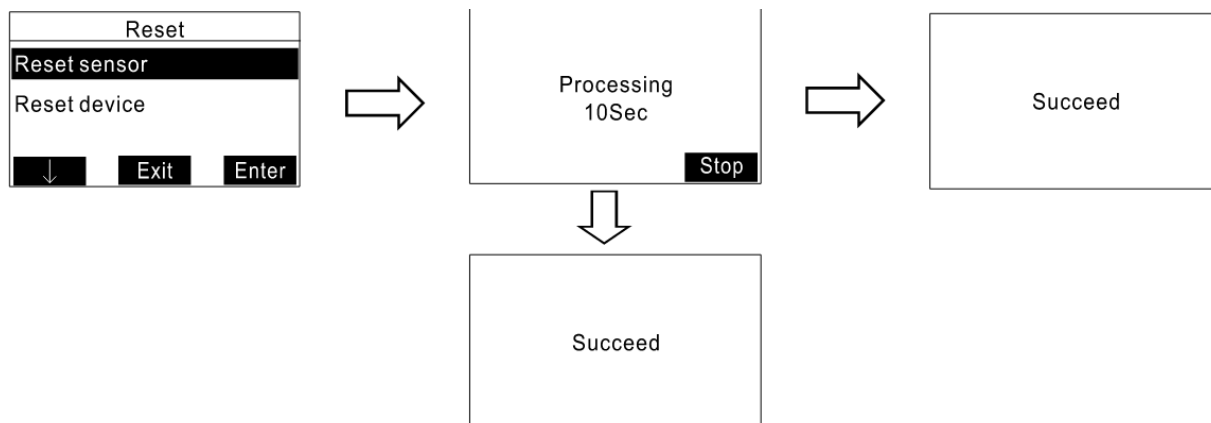 Reset
Reset sensor
Reset device
↓ Exit Enter
Processing
10Sec
Stop
Succeed
Succeed